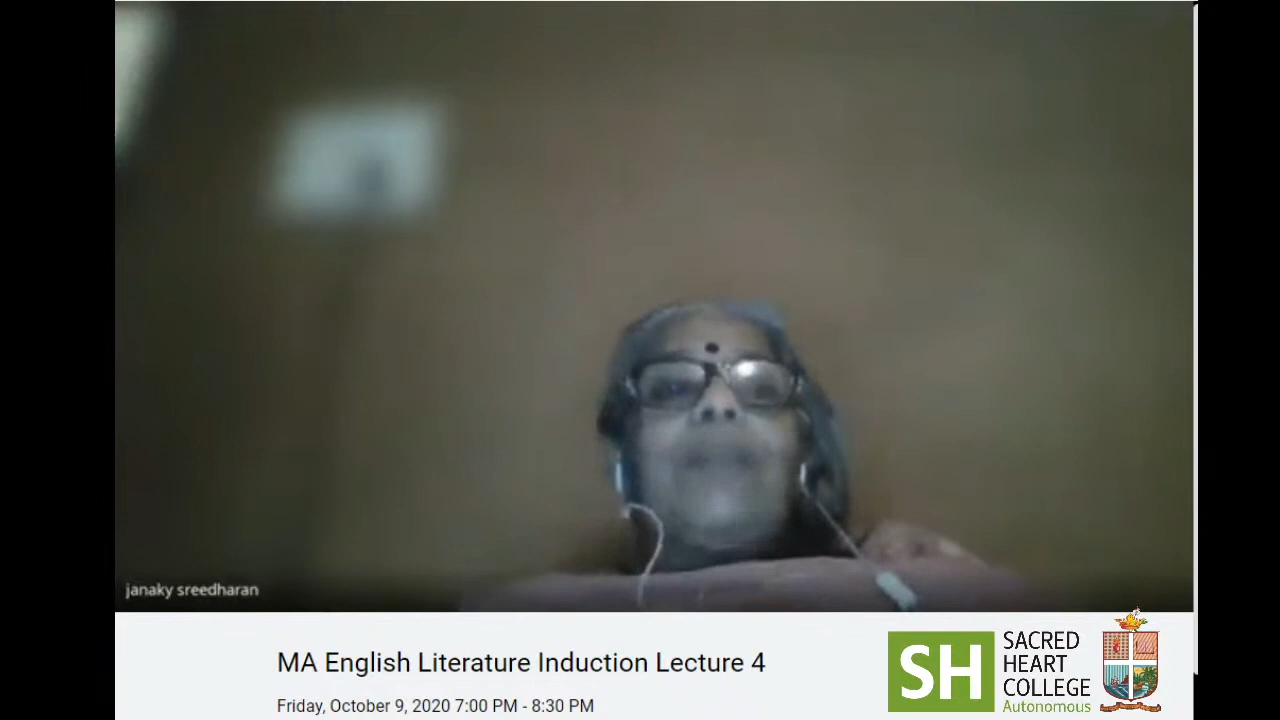 janaky sreedharan
MA English Literature Induction Lecture 4
Friday, October 9, 2020 7:00 PM - 8:30 PM
SH
SACRED
HEART
COLLEGE
Autonomous